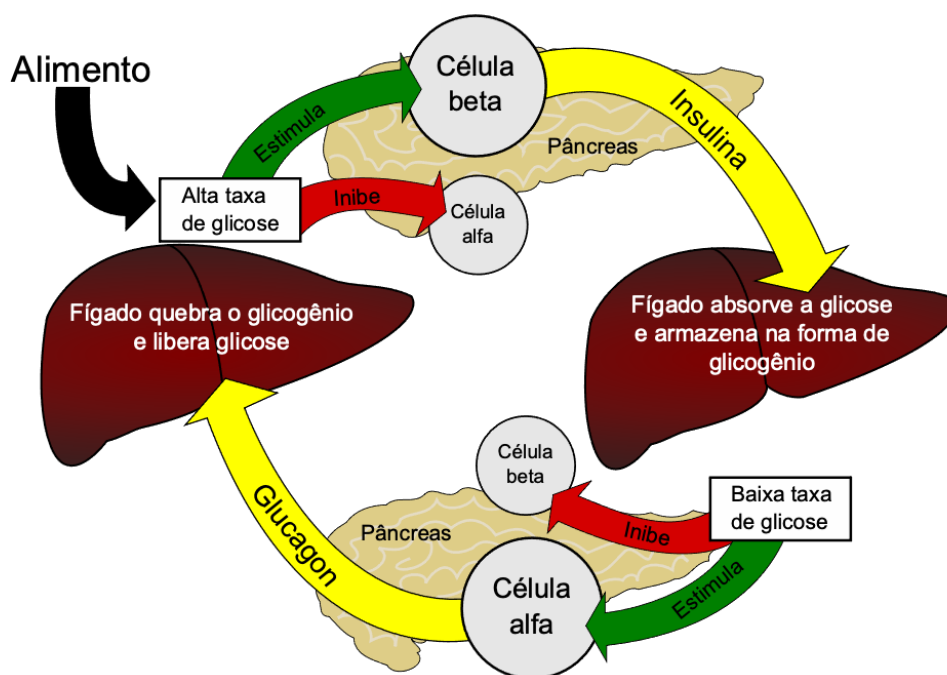 Alimento
Célula
beta
Estimula
Insulina
Pâncreas
Alta taxa
de glicose
Inibe
Célula
alfa
Fígado quebra o glicogênio
e libera glicose
Fígado absorve a glicose
e armazena na forma de
glicogênio
Célula
beta
Baixa taxa
de glicose
Glucagon
Pâncreas
Inibe
Célula
alfa
Estimula